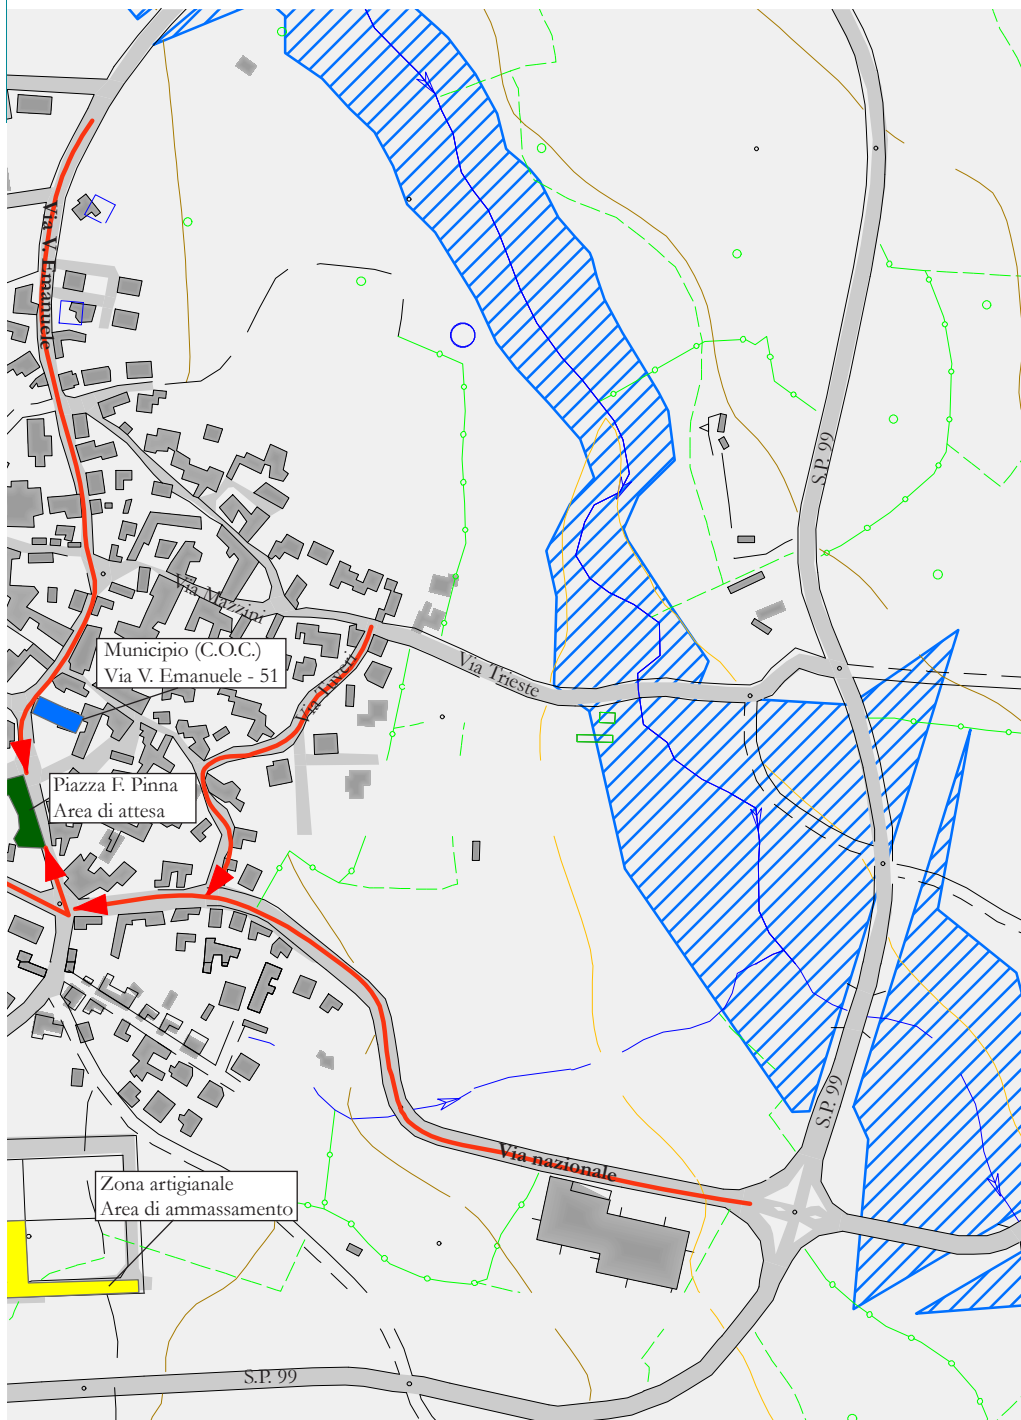 Via V. Emanuele
S.P. 99
Via Mazzini
Municipio (C.O.C.)
Via V. Emanuele - 51
Via Tuveri
Via Trieste
Piazza F. Pinna
Area di attesa
S.P. 99
Via nazionale
Zona artigianale
Area di ammassamento
S.P. 99